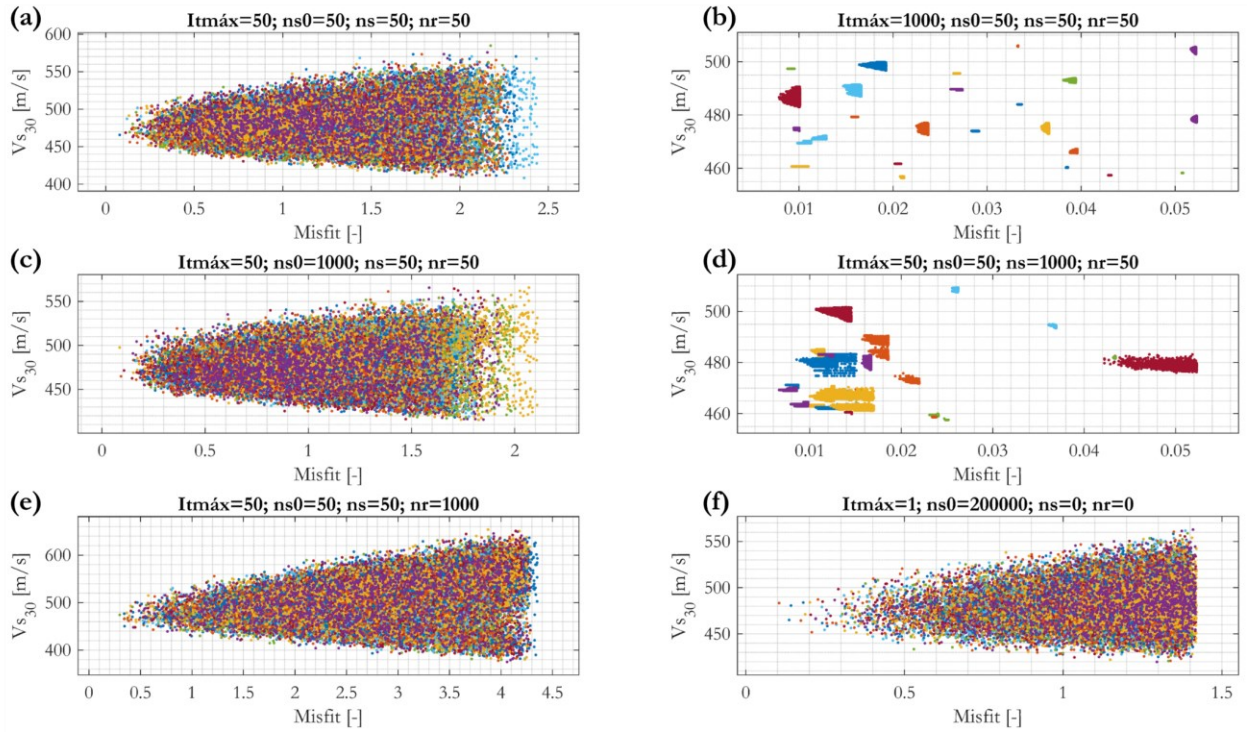 (a) Itmáx=50; ns0=50; ns=50; nr=50
600
550
500
450
400
Vs30 [m/s]
0 0.5 1 1.5 2 2.5
Misfit [-]
(b) Itmáx=1000; ns0=50; ns=50; nr=50
500
480
460
Vs30 [m/s]
0.01 0.02 0.03 0.04 0.05
Misfit [-]
(c) Itmáx=50; ns0=1000; ns=50; nr=50
550
500
450
Vs30 [m/s]
0.5 1 1.5 2
Misfit [-]
(d) Itmáx=50; ns0=50; ns=1000; nr=50
500
480
460
Vs30 [m/s]
0.01 0.02 0.03 0.04 0.05
Misfit [-]
(e) Itmáx=50; ns0=50; ns=50; nr=1000
600
500
400
Vs30 [m/s]
0 0.5 1 1.5 2 2.5 3 3.5 4 4.5
Misfit [-]
(f) Itmáx=1; ns0=200000; ns=0; nr=0
550
500
450
Vs30 [m/s]
0 0.5 1 1.5
Misfit [-]